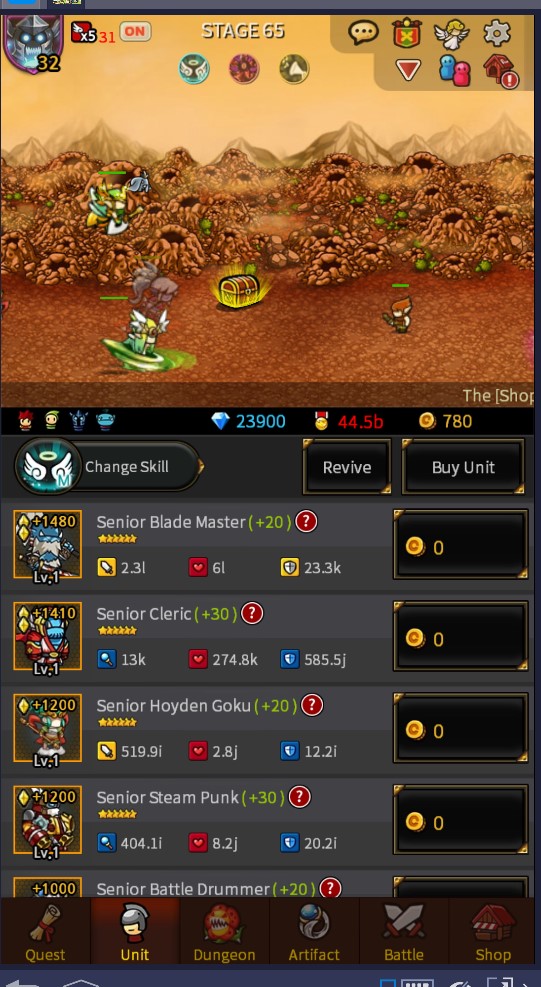 x5 31 ON STAGE 65
32
The [Shop
23900 44.5b 780
M Change Skill Revive Buy Unit
+1480 Senior Blade Master (+20) ?
Lv.1 2.3l 6l 23.3k 0
+1410 Senior Cleric (+30) ?
Lv.1 13k 274.8k 585.5j 0
+1200 Senior Hoyden Goku (+20) ?
Lv.1 519.9i 2.8j 12.2i 0
+1200 Senior Steam Punk (+30) ?
Lv.1 404.1i 8.2j 20.2i 0
+1000 Senior Battle Drummer (+20) ?
Quest Unit Dungeon Artifact Battle Shop